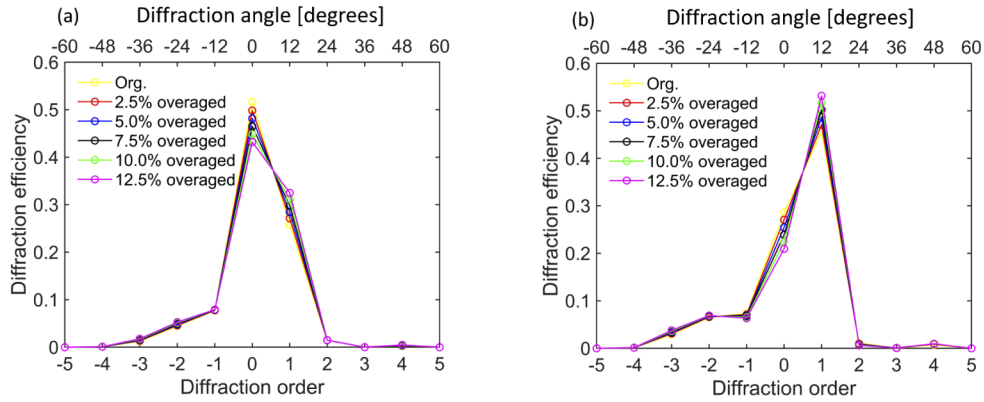 (a) Diffraction angle [degrees]
-60 -48 -36 -24 -12 0 12 24 36 48 60
0.6
0.5
0.4
0.3
0.2
0.1
0
Diffraction efficiency
Org.
2.5% overaged
5.0% overaged
7.5% overaged
10.0% overaged
12.5% overaged
-5 -4 -3 -2 -1 0 1 2 3 4 5
Diffraction order
(b) Diffraction angle [degrees]
-60 -48 -36 -24 -12 0 12 24 36 48 60
0.6
0.5
0.4
0.3
0.2
0.1
0
Diffraction efficiency
Org.
2.5% overaged
5.0% overaged
7.5% overaged
10.0% overaged
12.5% overaged
-5 -4 -3 -2 -1 0 1 2 3 4 5
Diffraction order